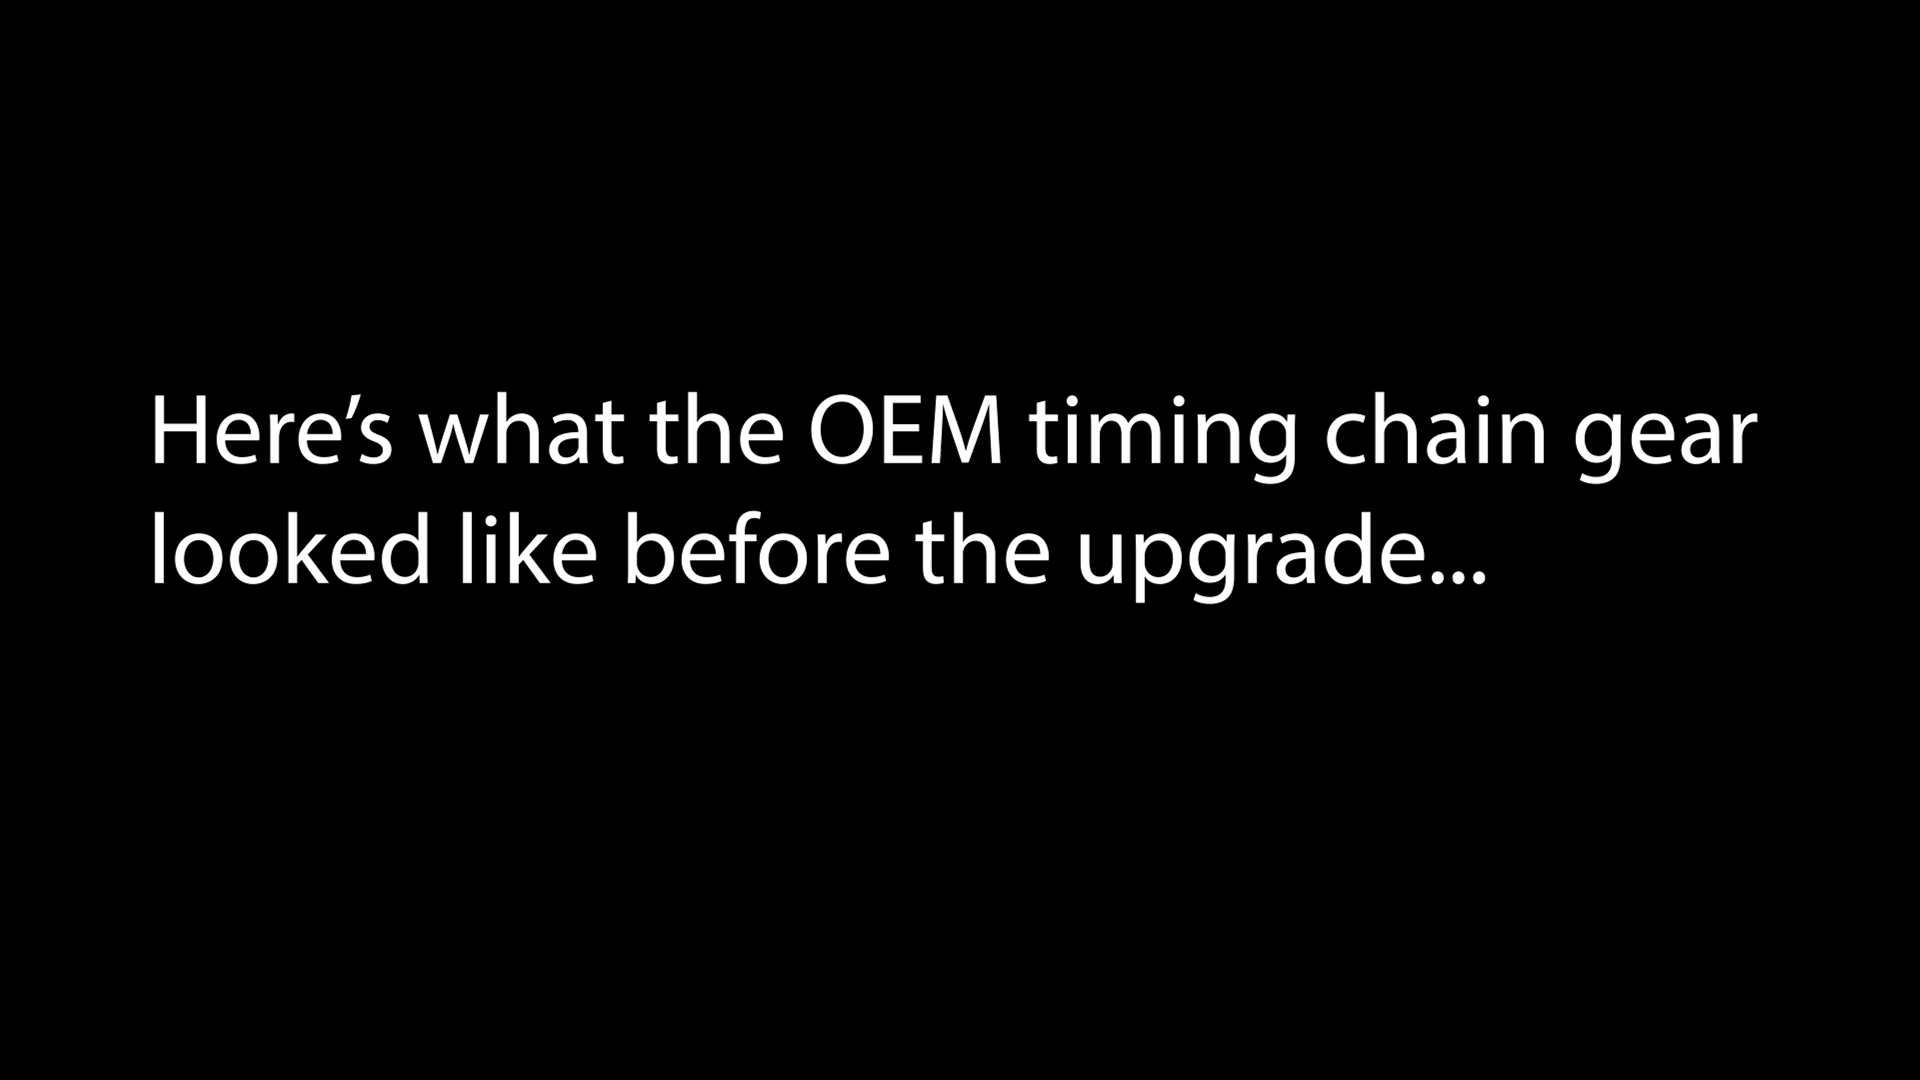 Here’s what the OEM timing chain gear
looked like before the upgrade...